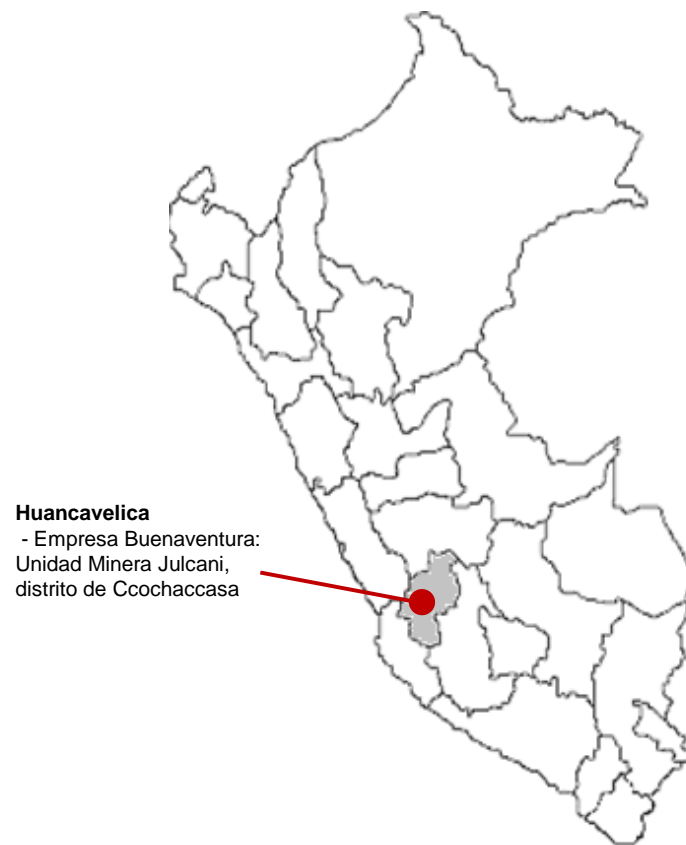 Huancavelica
- Empresa Buenaventura:
Unidad Minera Julcani,
distrito de Ccochaccasa